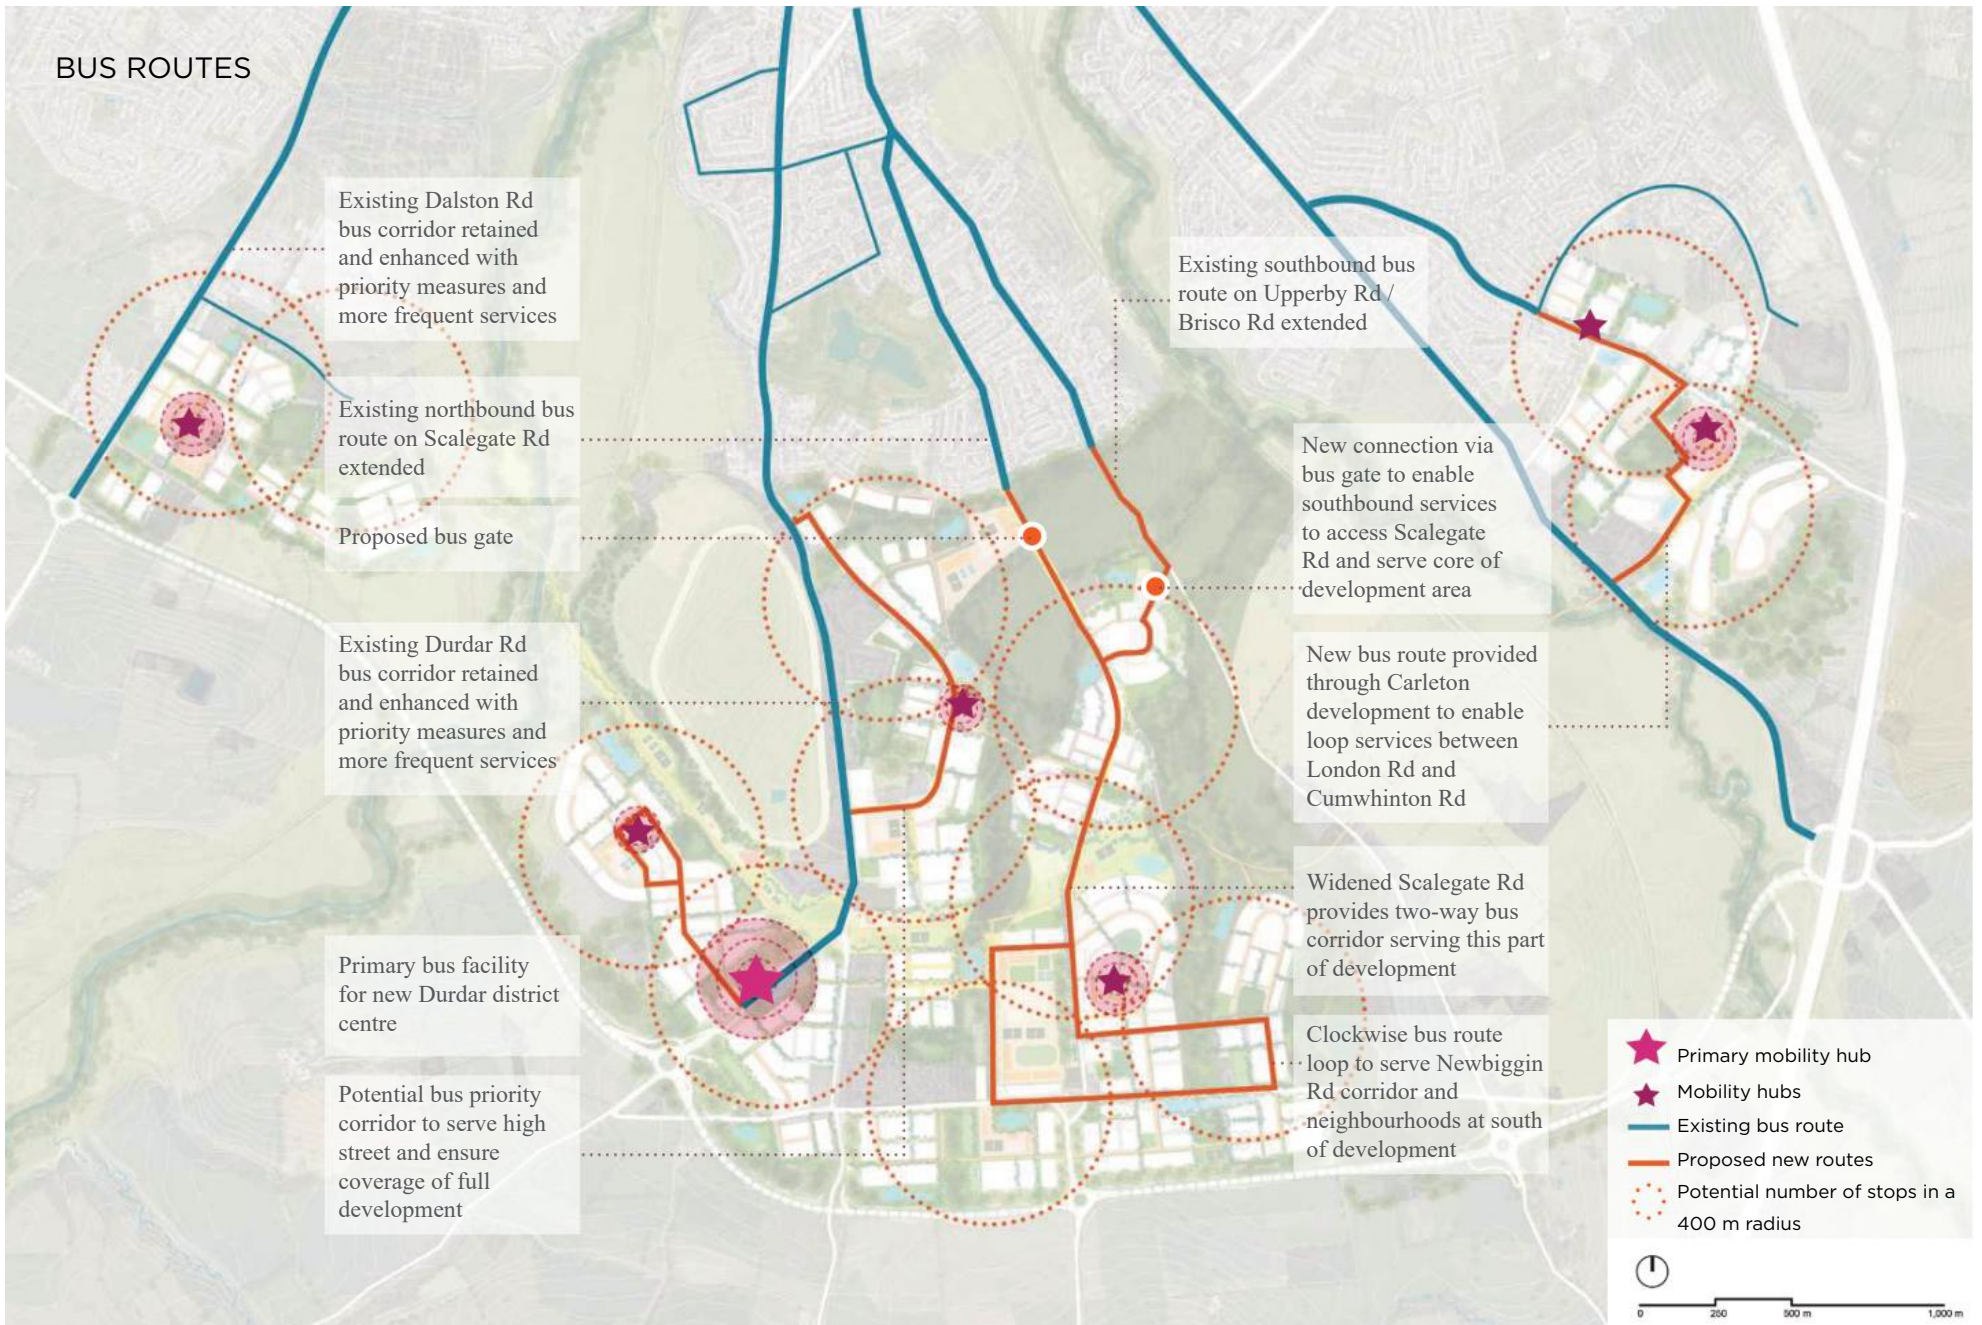 BUS ROUTES
Existing Dalston Rd
bus corridor retained
and enhanced with
priority measures and
more frequent services
Existing northbound bus
route on Scalegate Rd
extended
Proposed bus gate
Existing Durdar Rd
bus corridor retained
and enhanced with
priority measures and
more frequent services
Primary bus facility
for new Durdar district
centre
Potential bus priority
corridor to serve high
street and ensure
coverage of full
development
Existing southbound bus
route on Upperby Rd /
Brisco Rd extended
New connection via
bus gate to enable
southbound services
to access Scalegate
Rd and serve core of
development area
New bus route provided
through Carleton
development to enable
loop services between
London Rd and
Cumwhinton Rd
Widened Scalegate Rd
provides two-way bus
corridor serving this part
of development
Clockwise bus route
loop to serve Newbiggin
Rd corridor and
neighbourhoods at south
of development
Primary mobility hub
Mobility hubs
Existing bus route
Proposed new routes
Potential number of stops in a
400 m radius
0 250 500 m 1,000 m